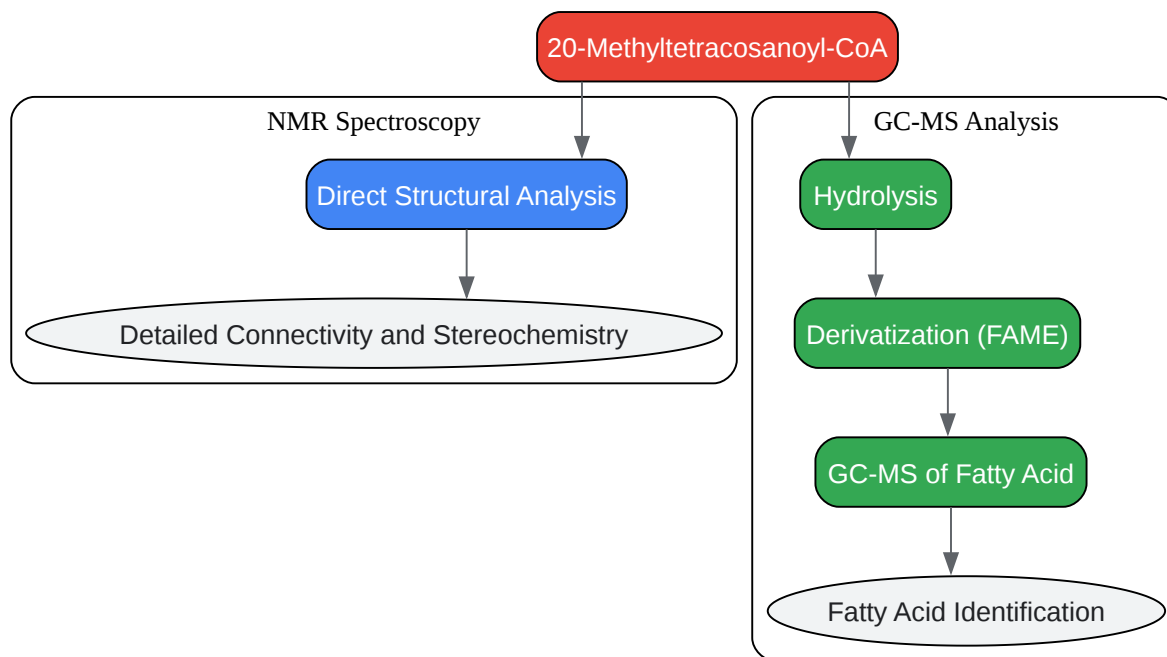 20-Methyltetracosanoyl-CoA
NMR Spectroscopy
Direct Structural Analysis
Detailed Connectivity and Stereochemistry
GC-MS Analysis
Hydrolysis
Derivatization (FAME)
GC-MS of Fatty Acid
Fatty Acid Identification